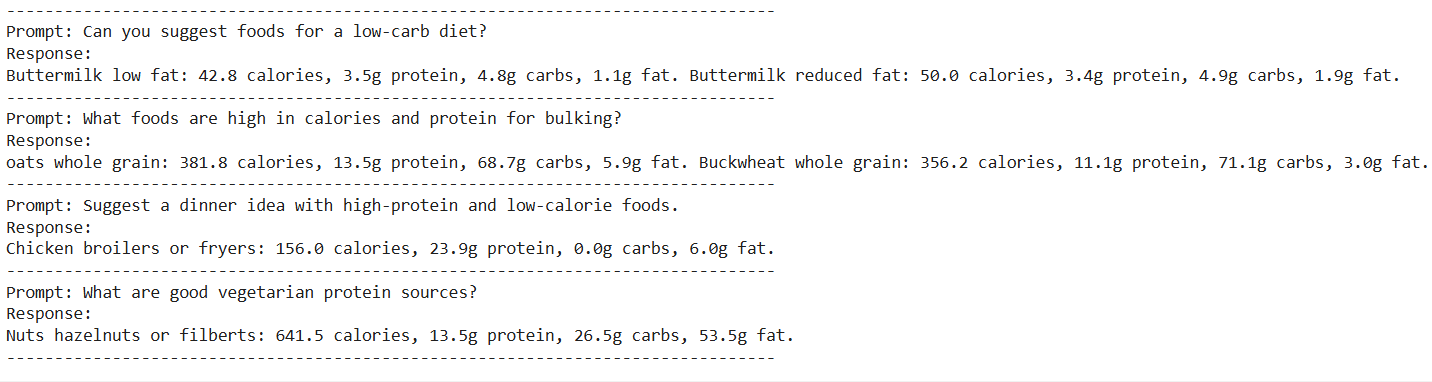 --------------------------------------------------------------------------------
Prompt: Can you suggest foods for a low-carb diet?
Response:
Buttermilk low fat: 42.8 calories, 3.5g protein, 4.8g carbs, 1.1g fat. Buttermilk reduced fat: 50.0 calories, 3.4g protein, 4.9g carbs, 1.9g fat.
--------------------------------------------------------------------------------
Prompt: What foods are high in calories and protein for bulking?
Response:
oats whole grain: 381.8 calories, 13.5g protein, 68.7g carbs, 5.9g fat. Buckwheat whole grain: 356.2 calories, 11.1g protein, 71.1g carbs, 3.0g fat.
--------------------------------------------------------------------------------
Prompt: Suggest a dinner idea with high-protein and low-calorie foods.
Response:
Chicken broilers or fryers: 156.0 calories, 23.9g protein, 0.0g carbs, 6.0g fat.
--------------------------------------------------------------------------------
Prompt: What are good vegetarian protein sources?
Response:
Nuts hazelnuts or filberts: 641.5 calories, 13.5g protein, 26.5g carbs, 53.5g fat.
--------------------------------------------------------------------------------